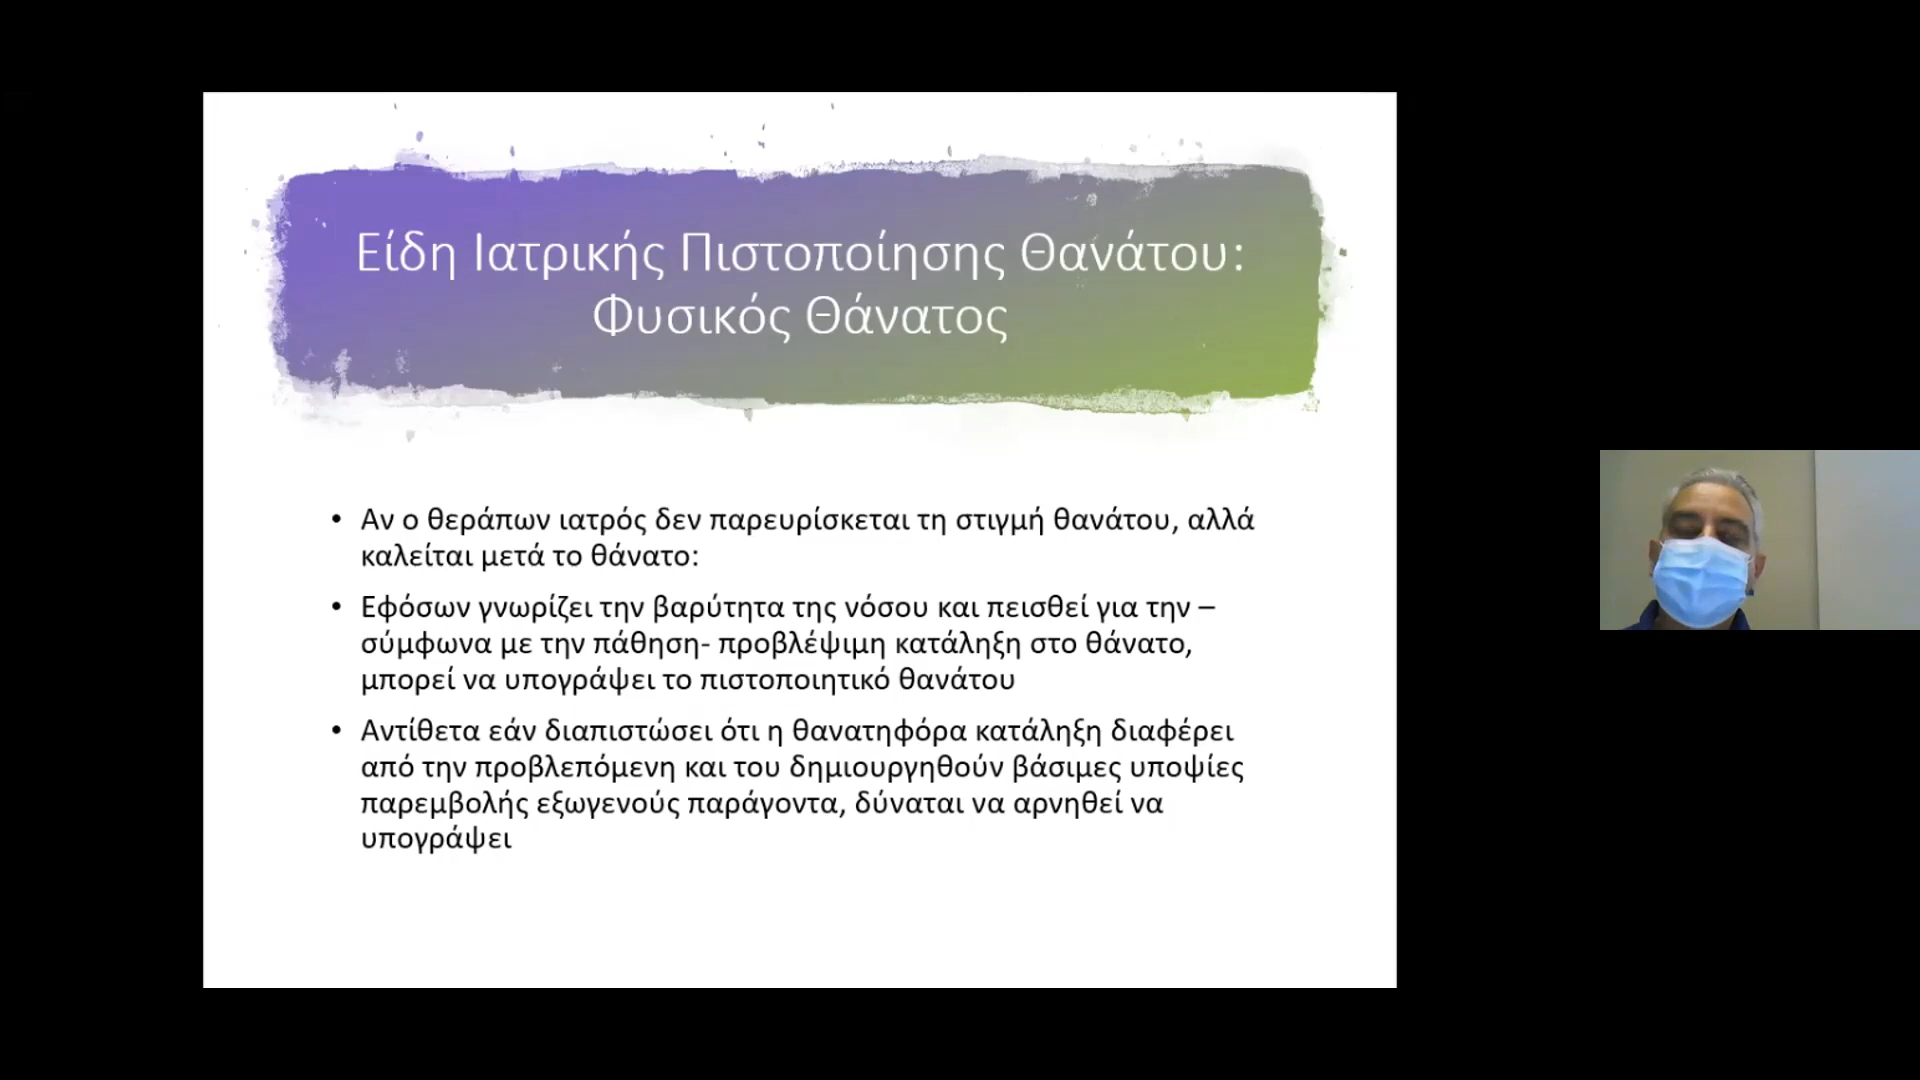 Είδη Ιατρικής Πιστοποίησης Θανάτου:
Φυσικός Θάνατος
• Αν ο θεράπων ιατρός δεν παρευρίσκεται τη στιγμή θανάτου, αλλά
καλείται μετά το θάνατο:
• Εφόσων γνωρίζει την βαρύτητα της νόσου και πεισθεί για την –
σύμφωνα με την πάθηση- προβλέψιμη κατάληξη στο θάνατο,
μπορεί να υπογράψει το πιστοποιητικό θανάτου
• Αντίθετα εάν διαπιστώσει ότι η θανατηφόρα κατάληξη διαφέρει
από την προβλεπόμενη και του δημιουργηθούν βάσιμες υποψίες
παρεμβολής εξωγενούς παράγοντα, δύναται να αρνηθεί να
υπογράψει